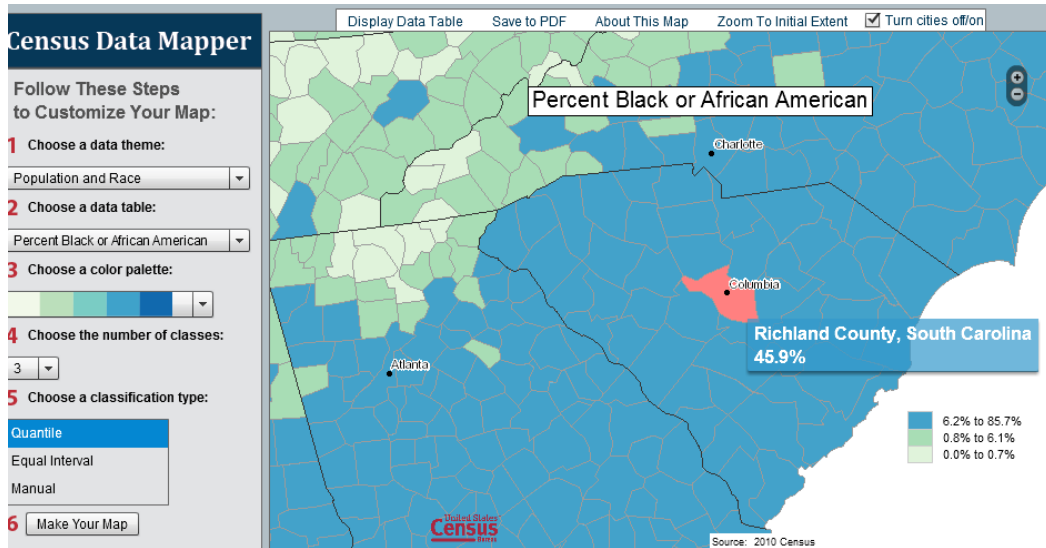 Display Data Table Save to PDF About This Map Zoom To Initial Extent Turn cities off/on
Census Data Mapper
Follow These Steps
to Customize Your Map:
1 Choose a data theme:
Population and Race
2 Choose a data table:
Percent Black or African American
3 Choose a color palette:
4 Choose the number of classes:
3
5 Choose a classification type:
Quantile
Equal Interval
Manual
6 Make Your Map
Percent Black or African American
Charlotte
Columbia
Richland County, South Carolina
45.9%
Atlanta
6.2% to 85.7%
0.8% to 6.1%
0.0% to 0.7%
United States
Census
Bureau
Source: 2010 Census